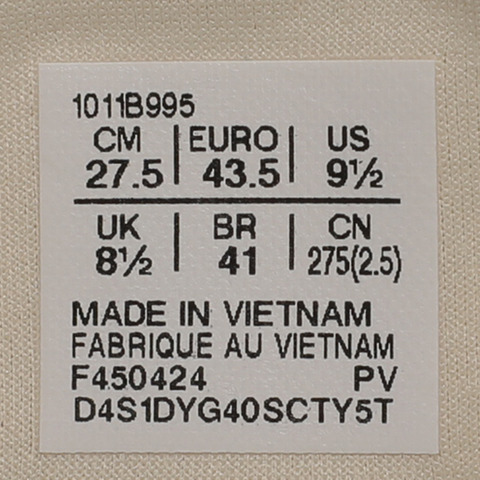 1011B995
CM | EURO | US
27.5 | 43.5 | 9½
UK | BR | CN
8½ | 41 | 275(2.5)
MADE IN VIETNAM
FABRIQUE AU VIETNAM
F450424 PV
D4S1DYG40SCTY5T